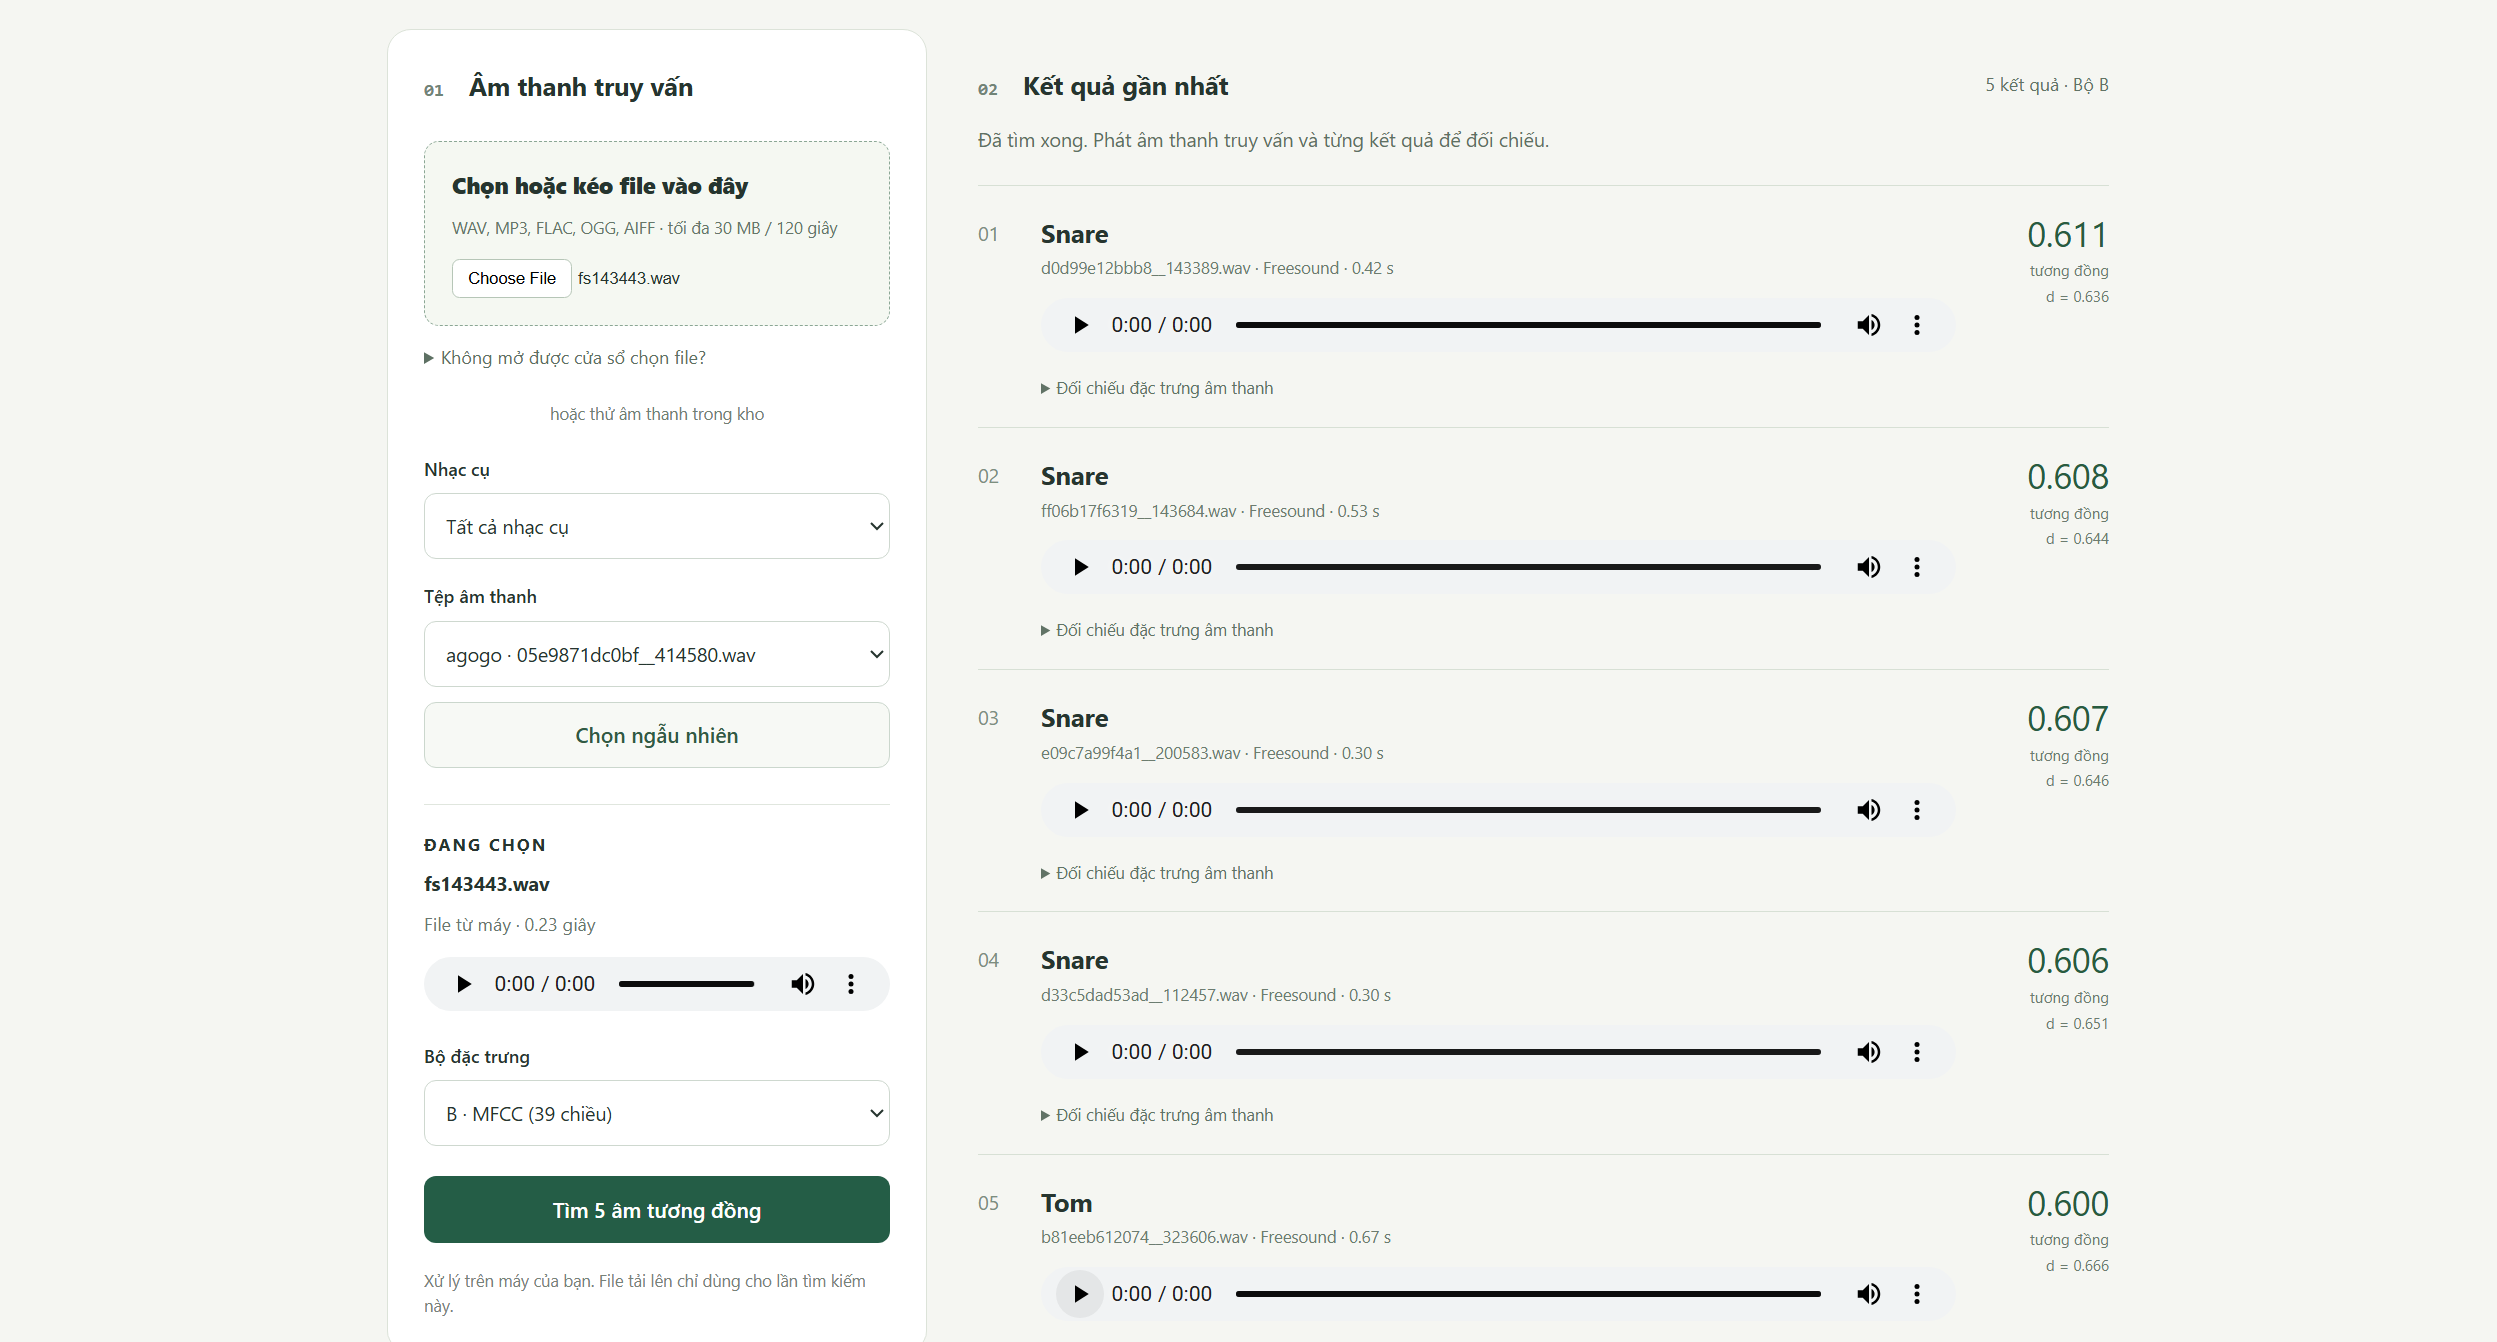 01 Âm thanh truy vấn
Chọn hoặc kéo file vào đây
WAV, MP3, FLAC, OGG, AIFF · tối đa 30 MB / 120 giây
Choose File fs143443.wav
Không mở được cửa sổ chọn file?
hoặc thử âm thanh trong kho
Nhạc cụ
Tất cả nhạc cụ
Tệp âm thanh
agogo · 05e9871dc0bf__414580.wav
Chọn ngẫu nhiên
ĐANG CHỌN
fs143443.wav
File từ máy · 0.23 giây
0:00 / 0:00
Bộ đặc trưng
B · MFCC (39 chiều)
Tìm 5 âm tương đồng
Xử lý trên máy của bạn. File tải lên chỉ dùng cho lần tìm kiếm
này.
02 Kết quả gần nhất
5 kết quả · Bộ B
Đã tìm xong. Phát âm thanh truy vấn và từng kết quả để đối chiếu.
01 Snare
0.611
d0d99e12bbb8__143389.wav · Freesound · 0.42 s
tương đồng
d = 0.636
0:00 / 0:00
Đối chiếu đặc trưng âm thanh
02 Snare
0.608
ff06b17f6319__143684.wav · Freesound · 0.53 s
tương đồng
d = 0.644
0:00 / 0:00
Đối chiếu đặc trưng âm thanh
03 Snare
0.607
e09c7a99f4a1__200583.wav · Freesound · 0.30 s
tương đồng
d = 0.646
0:00 / 0:00
Đối chiếu đặc trưng âm thanh
04 Snare
0.606
d33c5dad53ad__112457.wav · Freesound · 0.30 s
tương đồng
d = 0.651
0:00 / 0:00
Đối chiếu đặc trưng âm thanh
05 Tom
0.600
b81eeb612074__323606.wav · Freesound · 0.67 s
tương đồng
d = 0.666
0:00 / 0:00